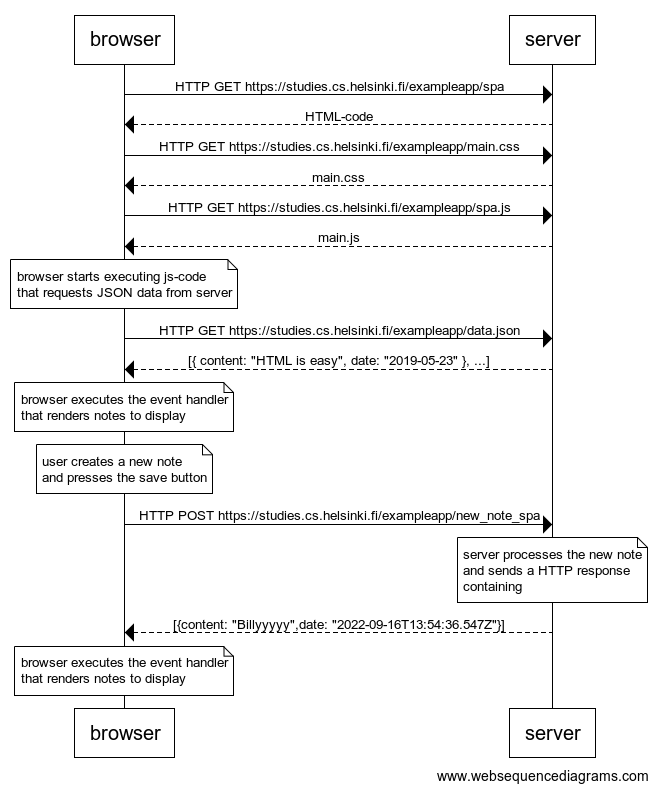 browser
server
HTTP GET https://studies.cs.helsinki.fi/exampleapp/spa
HTML-code
HTTP GET https://studies.cs.helsinki.fi/exampleapp/main.css
main.css
HTTP GET https://studies.cs.helsinki.fi/exampleapp/spa.js
main.js
browser starts executing js-code
that requests JSON data from server
HTTP GET https://studies.cs.helsinki.fi/exampleapp/data.json
[{ content: "HTML is easy", date: "2019-05-23" }, ...]
browser executes the event handler
that renders notes to display
user creates a new note
and presses the save button
HTTP POST https://studies.cs.helsinki.fi/exampleapp/new_note_spa
server processes the new note
and sends a HTTP response
containing
[{content: "Billyyyyy",date: "2022-09-16T13:54:36.547Z"}]
browser executes the event handler
that renders notes to display
browser
server
www.websequencediagrams.com